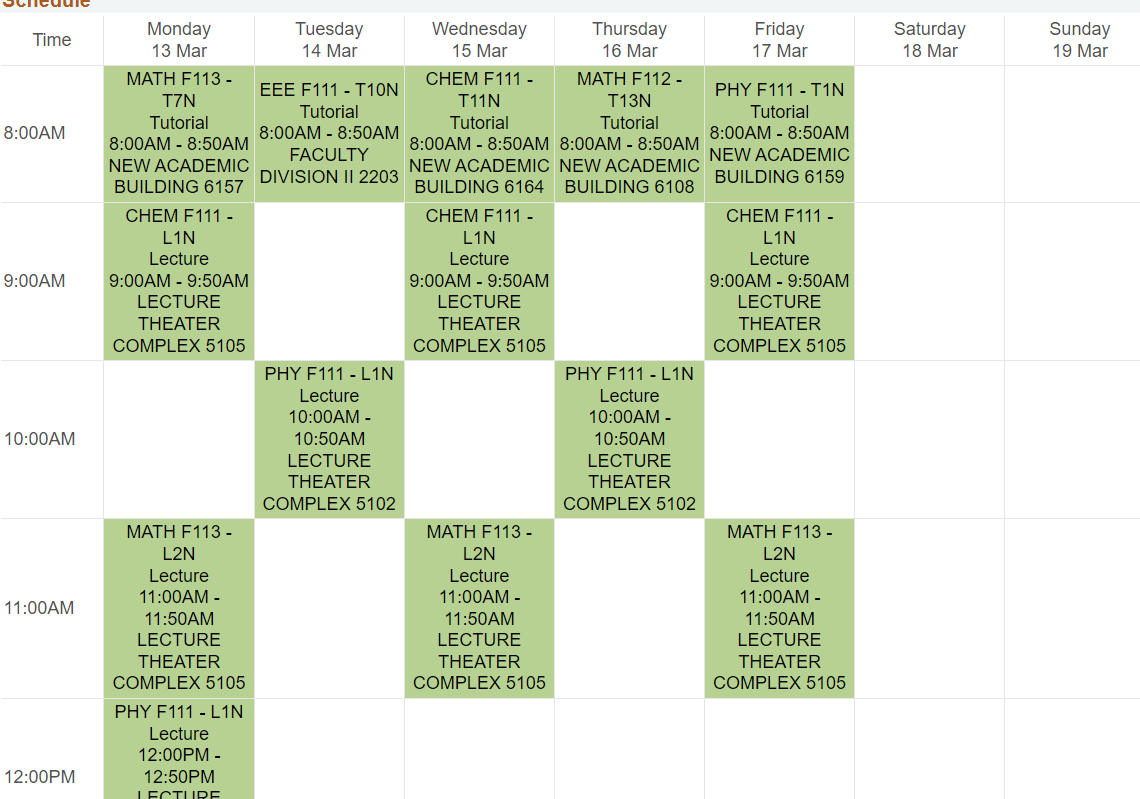 Schedule
Time
Monday
13 Mar
Tuesday
14 Mar
Wednesday
15 Mar
Thursday
16 Mar
Friday
17 Mar
Saturday
18 Mar
Sunday
19 Mar
8:00AM
MATH F113 -
T7N
Tutorial
8:00AM - 8:50AM
NEW ACADEMIC
BUILDING 6157
EEE F111 - T10N
Tutorial
8:00AM - 8:50AM
FACULTY
DIVISION II 2203
CHEM F111 -
T11N
Tutorial
8:00AM - 8:50AM
NEW ACADEMIC
BUILDING 6164
MATH F112 -
T13N
Tutorial
8:00AM - 8:50AM
NEW ACADEMIC
BUILDING 6108
PHY F111 - T1N
Tutorial
8:00AM - 8:50AM
NEW ACADEMIC
BUILDING 6159
9:00AM
CHEM F111 -
L1N
Lecture
9:00AM - 9:50AM
LECTURE
THEATER
COMPLEX 5105
CHEM F111 -
L1N
Lecture
9:00AM - 9:50AM
LECTURE
THEATER
COMPLEX 5105
CHEM F111 -
L1N
Lecture
9:00AM - 9:50AM
LECTURE
THEATER
COMPLEX 5105
10:00AM
PHY F111 - L1N
Lecture
10:00AM -
10:50AM
LECTURE
THEATER
COMPLEX 5102
PHY F111 - L1N
Lecture
10:00AM -
10:50AM
LECTURE
THEATER
COMPLEX 5102
11:00AM
MATH F113 -
L2N
Lecture
11:00AM -
11:50AM
LECTURE
THEATER
COMPLEX 5105
MATH F113 -
L2N
Lecture
11:00AM -
11:50AM
LECTURE
THEATER
COMPLEX 5105
MATH F113 -
L2N
Lecture
11:00AM -
11:50AM
LECTURE
THEATER
COMPLEX 5105
12:00PM
PHY F111 - L1N
Lecture
12:00PM -
12:50PM
LECTURE